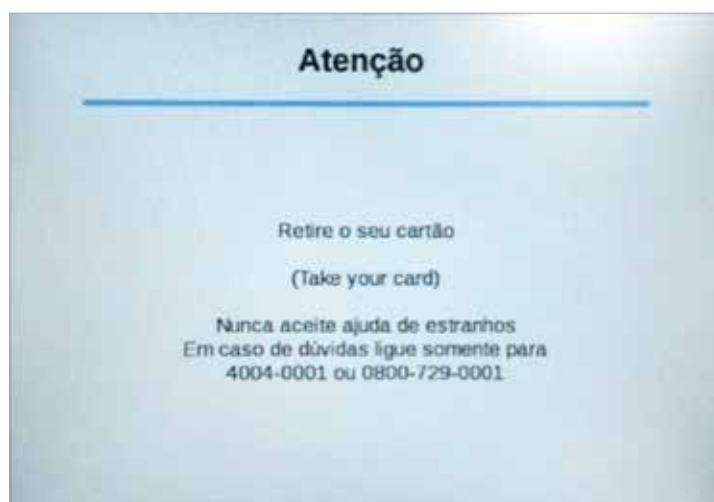 Atenção
Retire o seu cartão
(Take your card)
Nunca aceite ajuda de estranhos
Em caso de dúvidas ligue somente para
4004-0001 ou 0800-729-0001